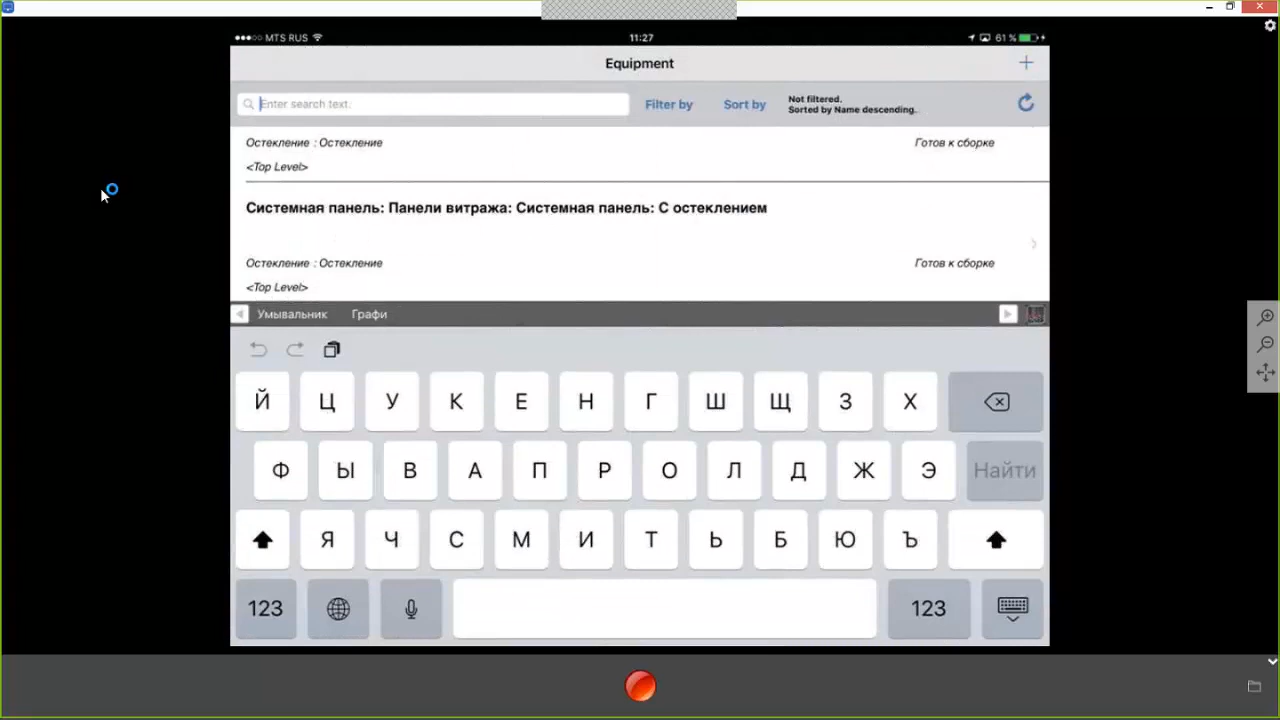 MTS RUS 11:27 61 %
Equipment +
Enter search text: Filter by Sort by Not filtered.
Sorted by Name descending.
Остекление : Остекление Готов к сборке
<Top Level>
Системная панель: Панели витража: Системная панель: С остеклением
Остекление : Остекление Готов к сборке
<Top Level>
Умывальник Графи
Й Ц У К Е Н Г Ш Щ З Х
Ф Ы В А П Р О Л Д Ж Э Найти
Я Ч С М И Т Ь Б Ю Ъ
123 123